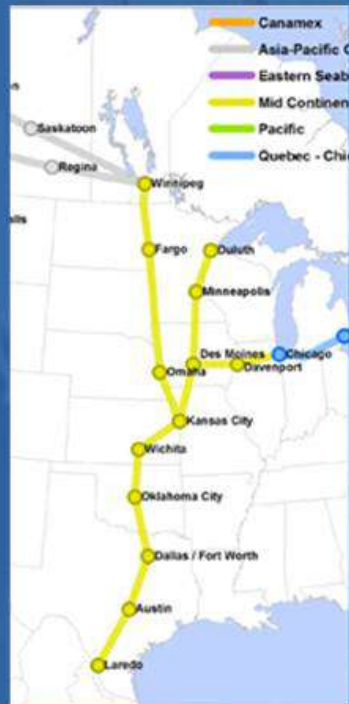 Canamex
Asia-Pacific
Eastern Seab
Mid Continen
Pacific
Quebec - Chi
Saskatoon
Regina
Winnipeg
Fargo
Duluth
Minneapolis
Des Moines
Chicago
Omaha
Davenport
Kansas City
Wichita
Oklahoma City
Dallas / Fort Worth
Austin
Laredo